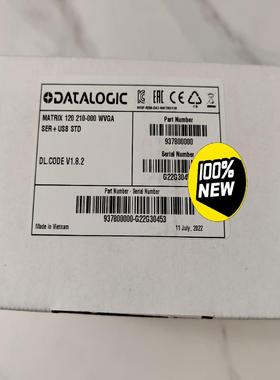 DATALOGIC
MATRIX 120 210-000 WVGA
SER + USB STD
DL.CODE V1.8.2
Part Number
937800000
Serial Number
G22G304
100%
NEW
Part Number - Serial Number
937800000-G22G30453
Made in Vietnam
11 July, 2022